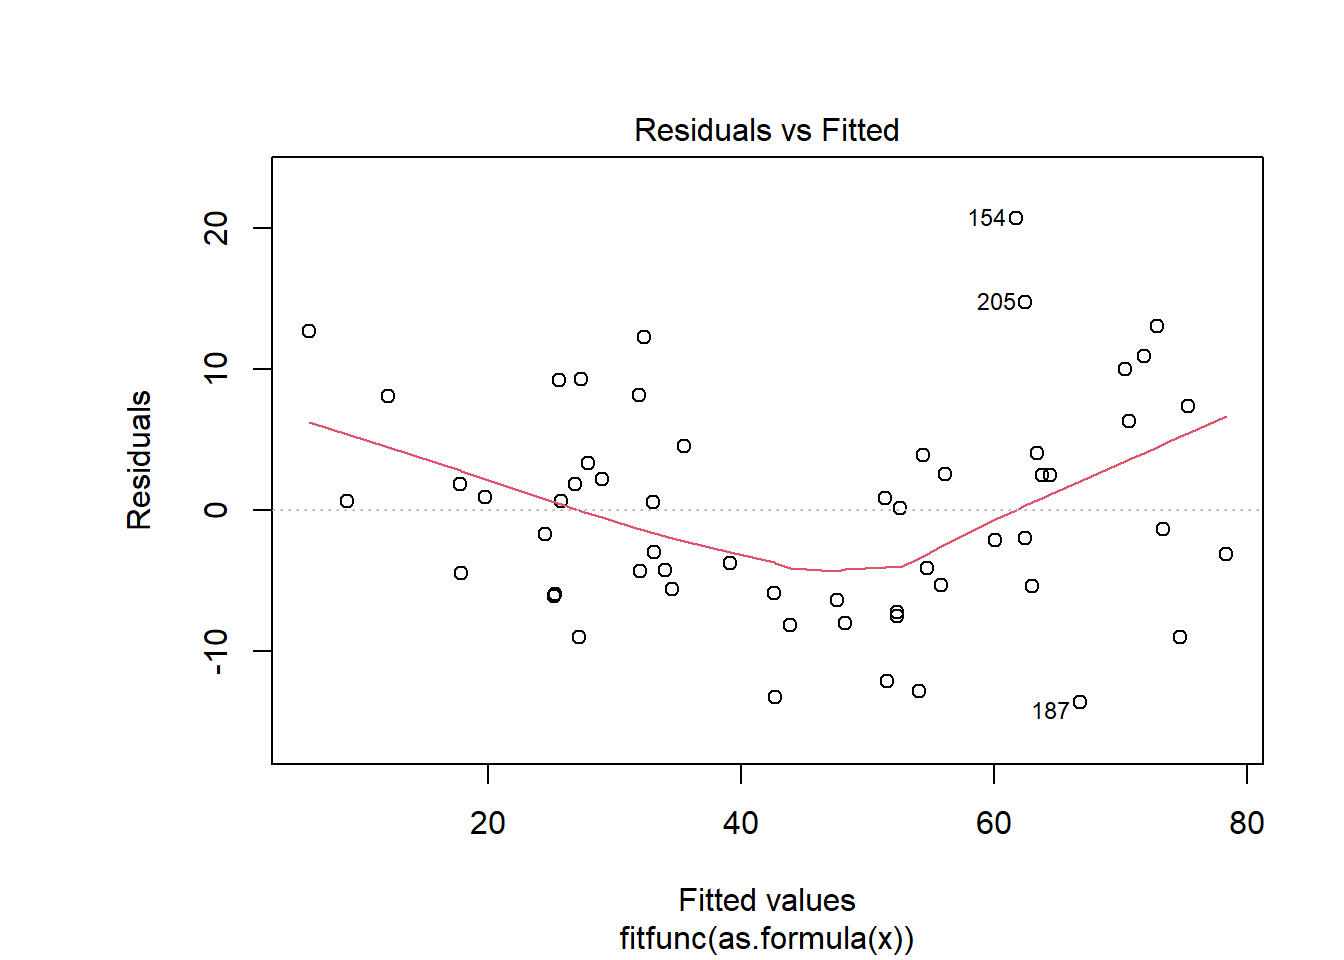 Residuals vs Fitted
20
10
0
-10
Residuals
154
205
187
20 40 60 80
Fitted values
fitfunc(as.formula(x))